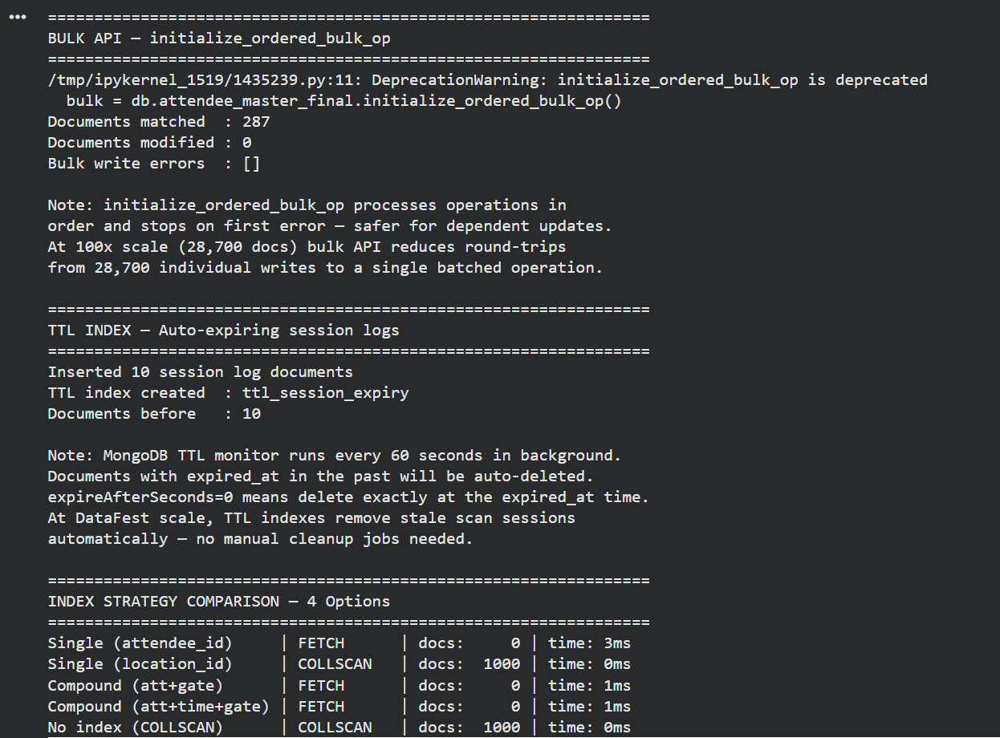 =================================================================
BULK API — initialize_ordered_bulk_op
=================================================================
/tmp/ipykernel_1519/1435239.py:11: DeprecationWarning: initialize_ordered_bulk_op is deprecated
  bulk = db.attendee_master_final.initialize_ordered_bulk_op()
Documents matched  : 287
Documents modified : 0
Bulk write errors  : []

Note: initialize_ordered_bulk_op processes operations in
order and stops on first error — safer for dependent updates.
At 100x scale (28,700 docs) bulk API reduces round-trips
from 28,700 individual writes to a single batched operation.

=================================================================
TTL INDEX — Auto-expiring session logs
=================================================================
Inserted 10 session log documents
TTL index created  : ttl_session_expiry
Documents before   : 10

Note: MongoDB TTL monitor runs every 60 seconds in background.
Documents with expired_at in the past will be auto-deleted.
expireAfterSeconds=0 means delete exactly at the expired_at time.
At DataFest scale, TTL indexes remove stale scan sessions
automatically — no manual cleanup jobs needed.

=================================================================
INDEX STRATEGY COMPARISON — 4 Options
=================================================================
Single (attendee_id)     | FETCH      | docs:     0 | time: 3ms
Single (location_id)     | COLLSCAN   | docs:  1000 | time: 0ms
Compound (att+gate)      | FETCH      | docs:     0 | time: 1ms
Compound (att+time+gate) | FETCH      | docs:     0 | time: 1ms
No index (COLLSCAN)      | COLLSCAN   | docs:  1000 | time: 0ms